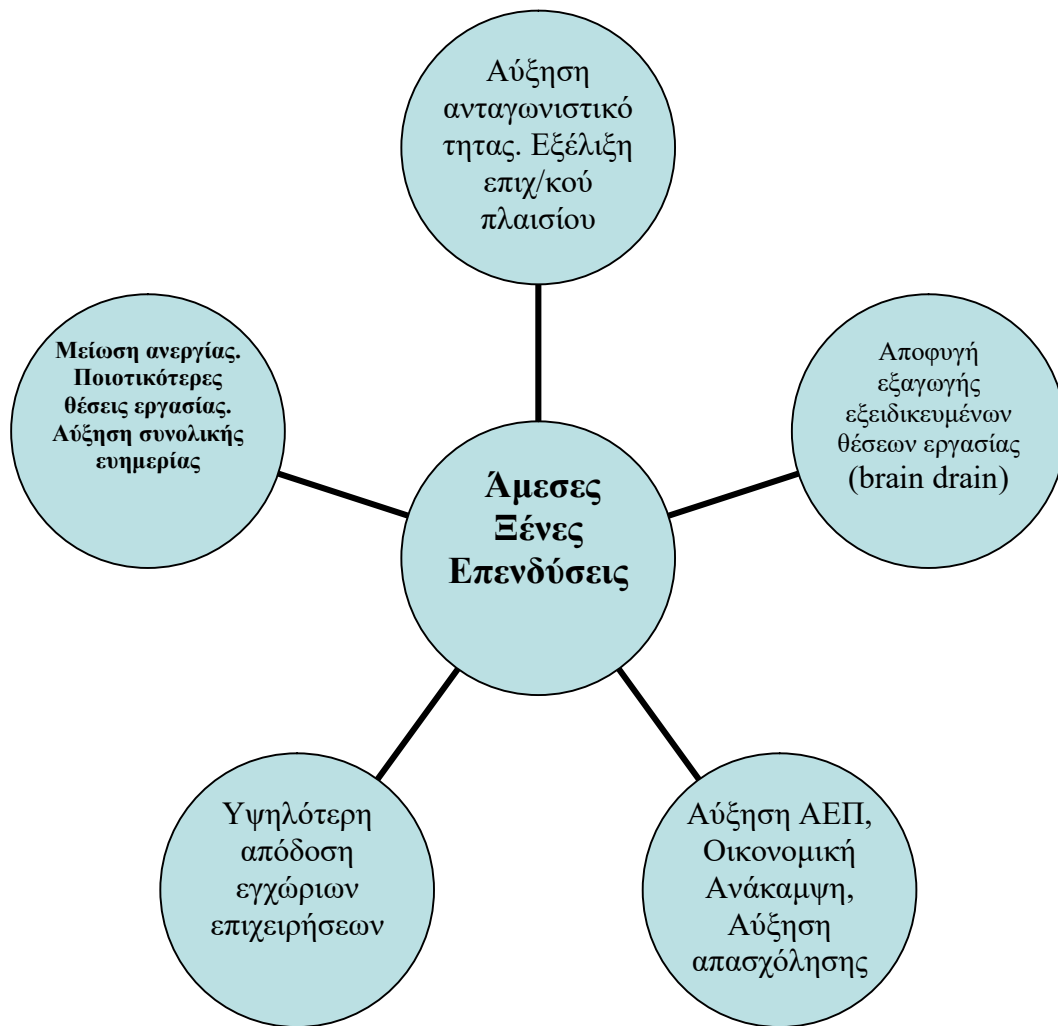 Αύξηση
ανταγωνιστικό
τητας. Εξέλιξη
επιχ/κού
πλαισίου
Μείωση ανεργίας.
Ποιοτικότερες
θέσεις εργασίας.
Αύξηση συνολικής
ευημερίας
Αποφυγή
εξαγωγής
εξειδικευμένων
θέσεων εργασίας
(brain drain)
Άμεσες
Ξένες
Επενδύσεις
Υψηλότερη
απόδοση
εγχώριων
επιχειρήσεων
Αύξηση ΑΕΠ,
Οικονομική
Ανάκαμψη,
Αύξηση
απασχόλησης